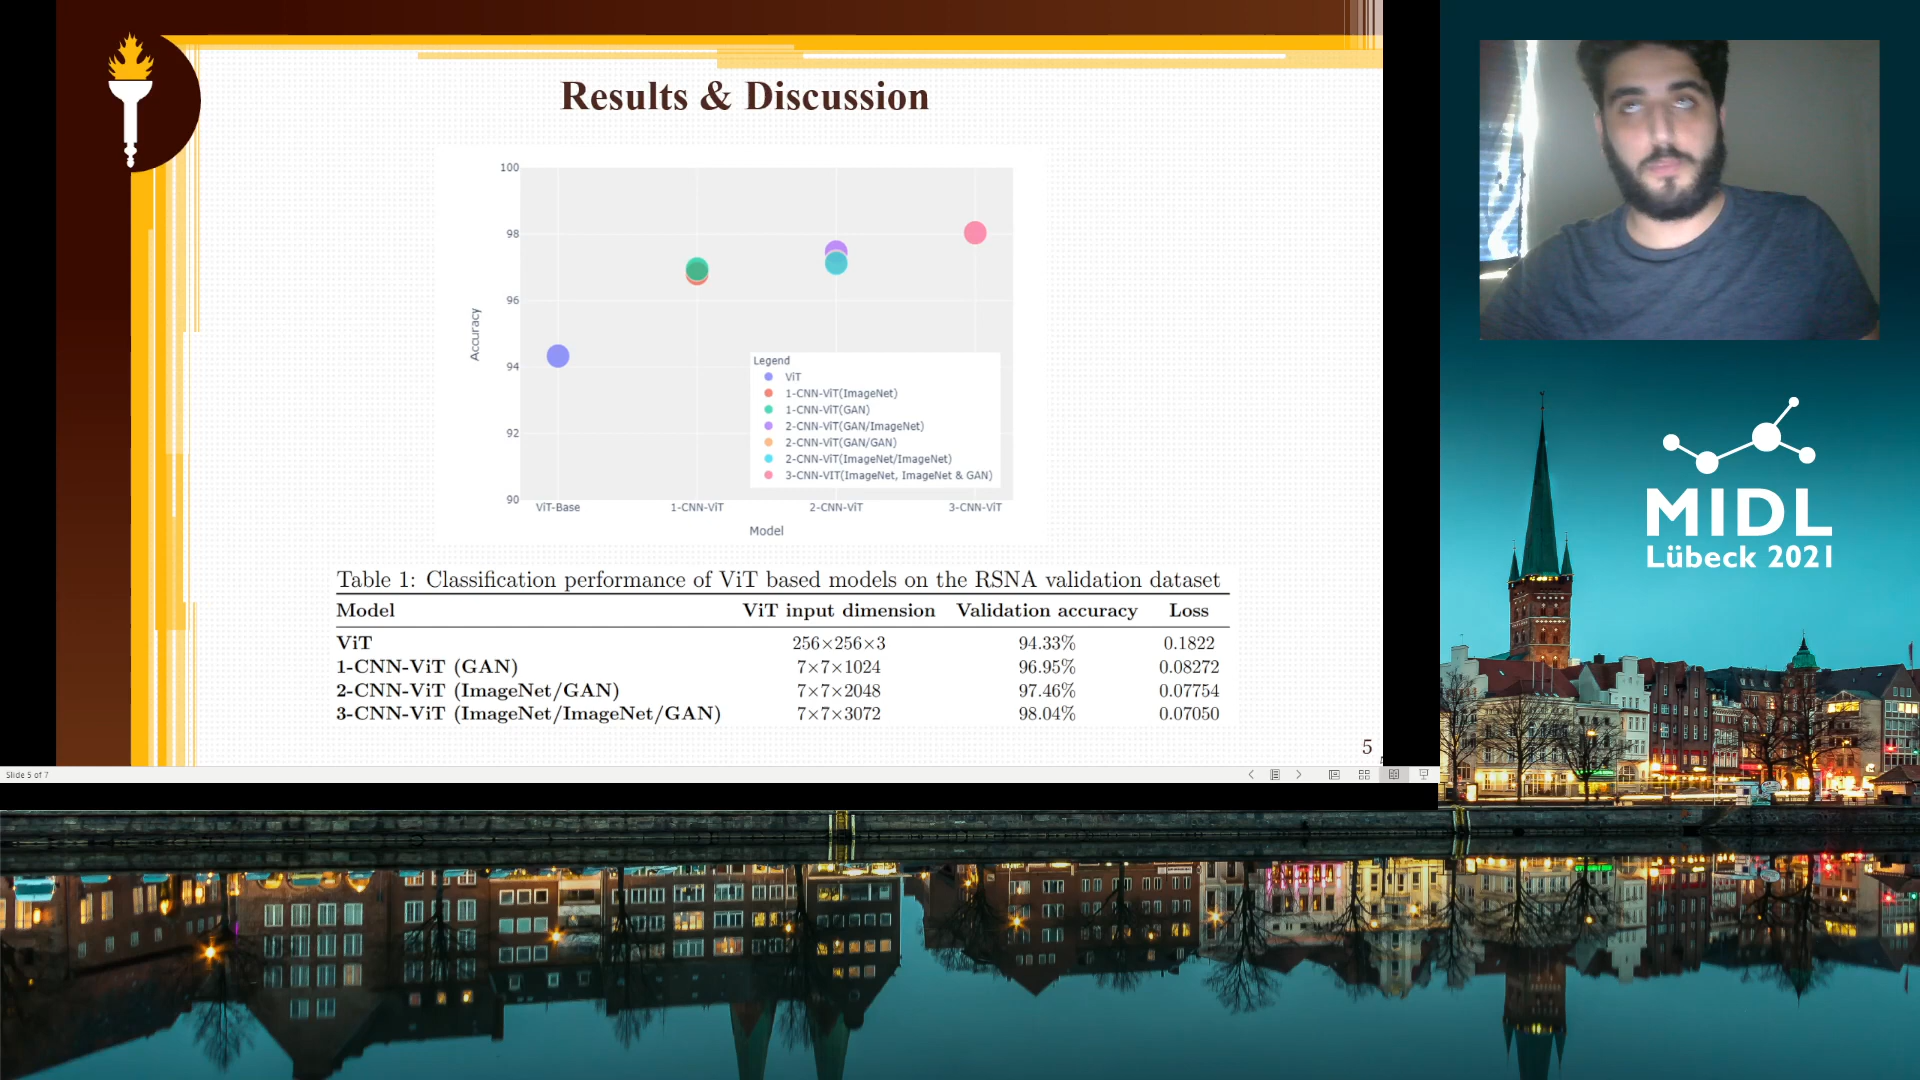 Results & Discussion
100
98
96
94
92
90
Accuracy
Legend
ViT
1-CNN-ViT(ImageNet)
1-CNN-ViT(GAN)
2-CNN-ViT(GAN/ImageNet)
2-CNN-ViT(GAN/GAN)
2-CNN-ViT(ImageNet/ImageNet)
3-CNN-VIT(ImageNet, ImageNet & GAN)
ViT-Base 1-CNN-ViT 2-CNN-ViT 3-CNN-ViT
Model
Table 1: Classification performance of ViT based models on the RSNA validation dataset
Model ViT input dimension Validation accuracy Loss
ViT 256×256×3 94.33% 0.1822
1-CNN-ViT (GAN) 7×7×1024 96.95% 0.08272
2-CNN-ViT (ImageNet/GAN) 7×7×2048 97.46% 0.07754
3-CNN-ViT (ImageNet/ImageNet/GAN) 7×7×3072 98.04% 0.07050
5
Slide 5 of 7
MIDL
Lübeck 2021